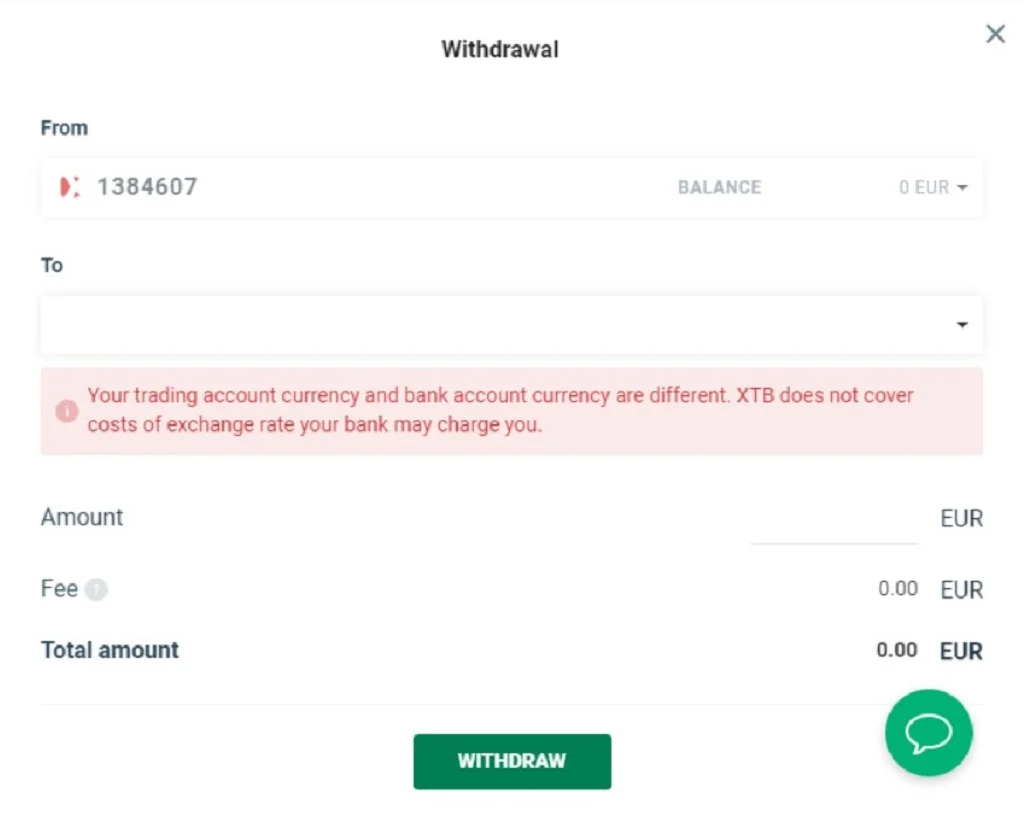 Withdrawal
From
1384607 BALANCE 0 EUR
To
Your trading account currency and bank account currency are different. XTB does not cover
costs of exchange rate your bank may charge you.
Amount EUR
Fee ? 0.00 EUR
Total amount 0.00 EUR
WITHDRAW